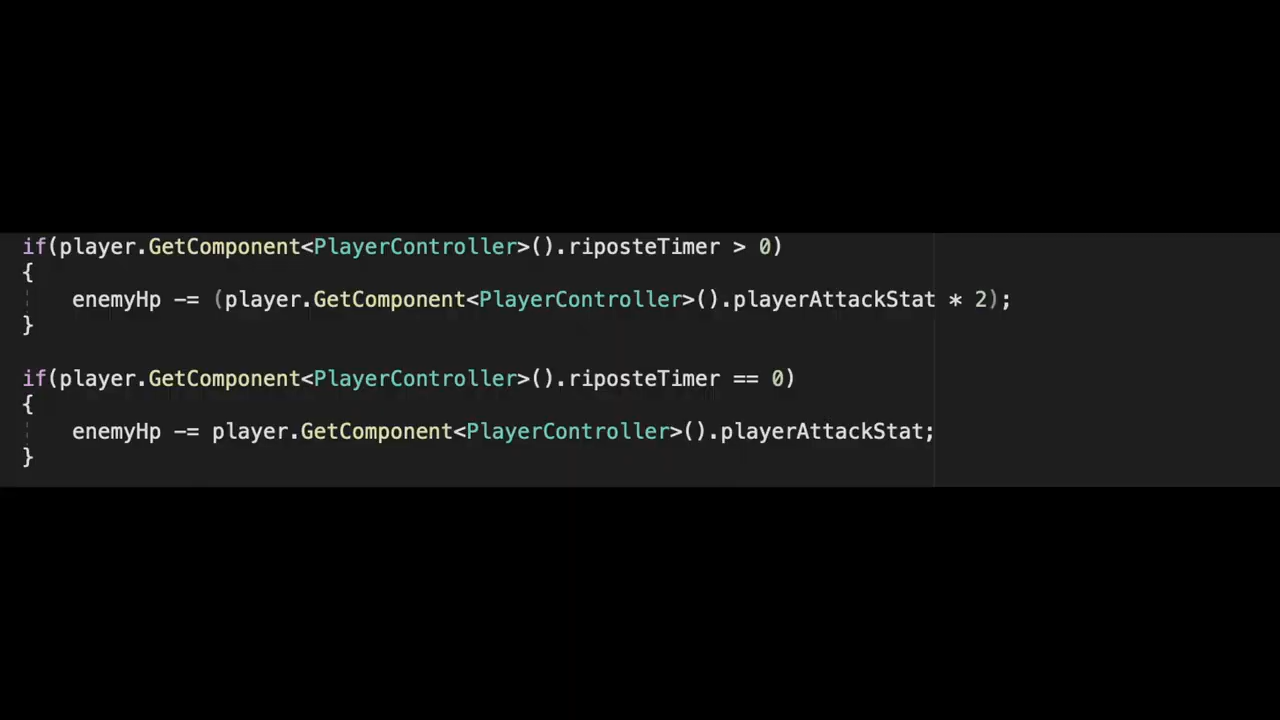 if(player.GetComponent<PlayerController>().riposteTimer > 0)
{
enemyHp -= (player.GetComponent<PlayerController>().playerAttackStat * 2);
}
if(player.GetComponent<PlayerController>().riposteTimer == 0)
{
enemyHp -= player.GetComponent<PlayerController>().playerAttackStat;
}